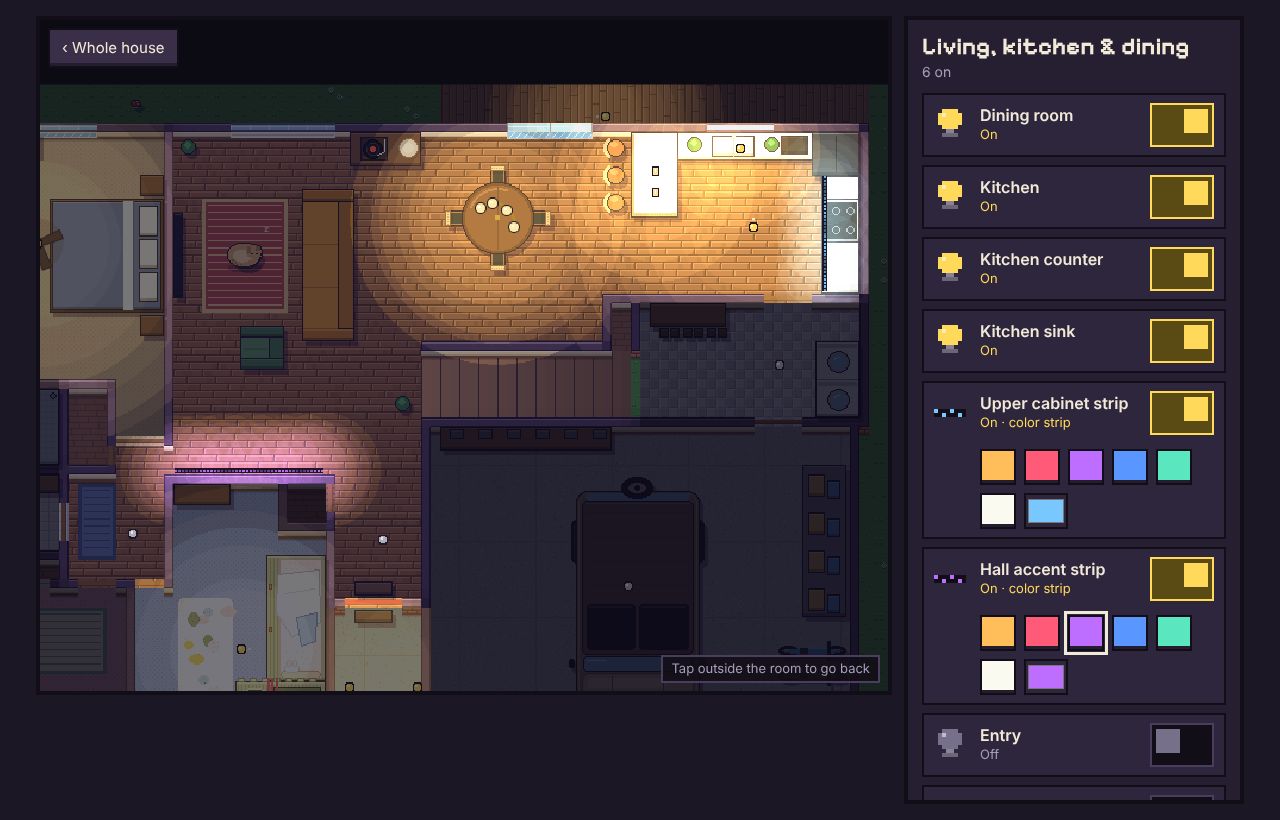 ‹ Whole house
Tap outside the room to go back
Living, kitchen & dining
6 on
Dining room
On
Kitchen
On
Kitchen counter
On
Kitchen sink
On
Upper cabinet strip
On · color strip
Hall accent strip
On · color strip
Entry
Off
z